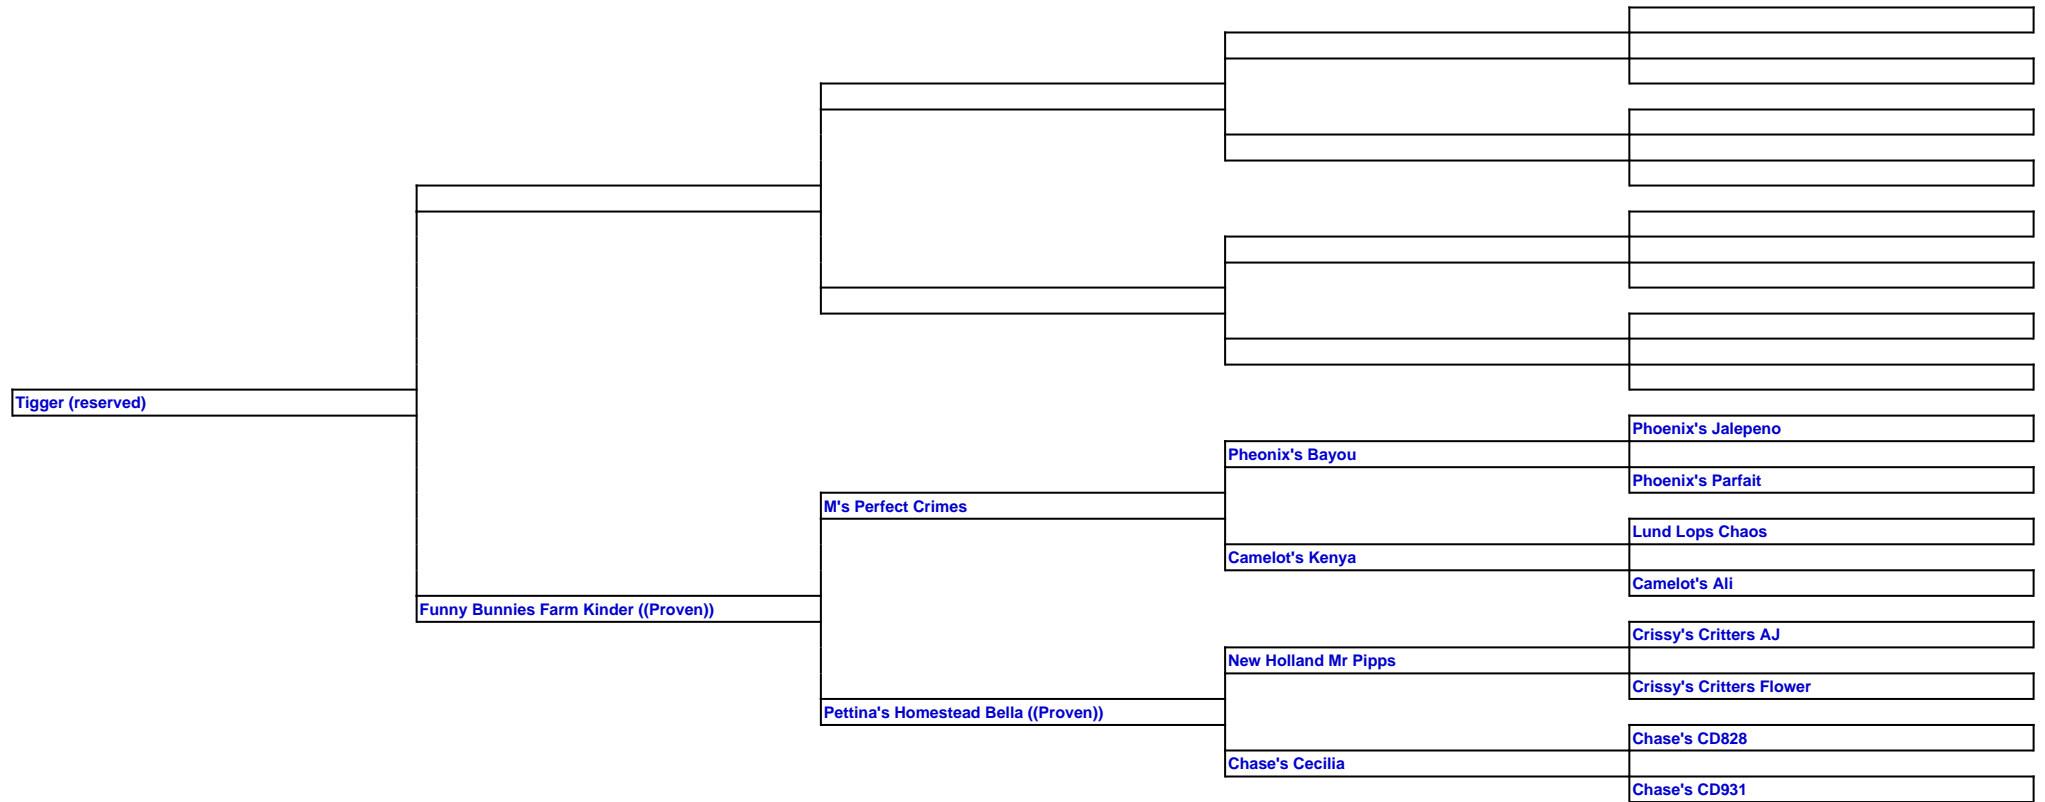 Tigger (reserved)
Phoenix's Jalepeno
Pheonix's Bayou
Phoenix's Parfait
M's Perfect Crimes
Lund Lops Chaos
Camelot's Kenya
Camelot's Ali
Funny Bunnies Farm Kinder ((Proven))
Crissy's Critters AJ
New Holland Mr Pipps
Crissy's Critters Flower
Pettina's Homestead Bella ((Proven))
Chase's CD828
Chase's Cecilia
Chase's CD931